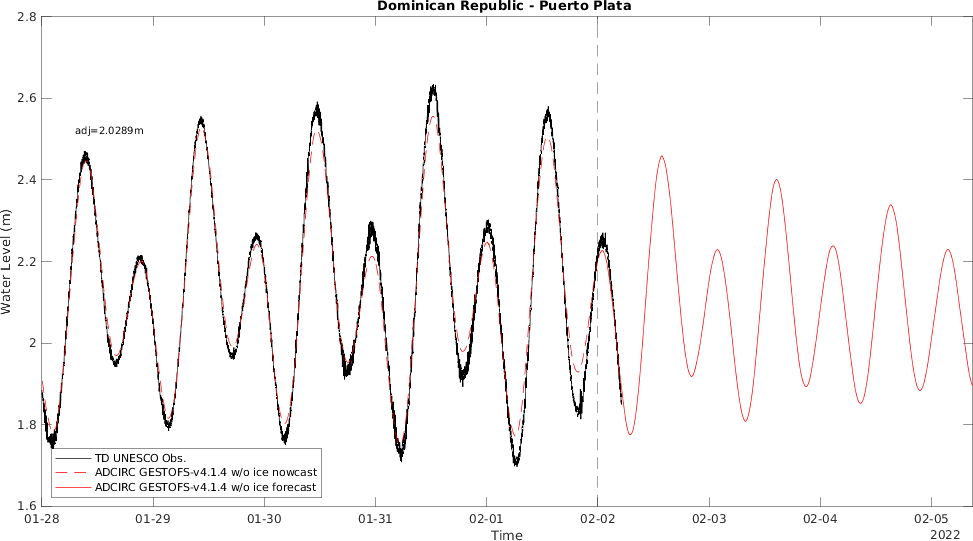 Dominican Republic - Puerto Plata
2.8
2.6
2.4
2.2
2
1.8
1.6
Water Level (m)
adj=2.0289m
TD UNESCO Obs.
ADCIRC GESTOFS-v4.1.4 w/o ice nowcast
ADCIRC GESTOFS-v4.1.4 w/o ice forecast
01-28 01-29 01-30 01-31 02-01 02-02 02-03 02-04 02-05
Time
2022